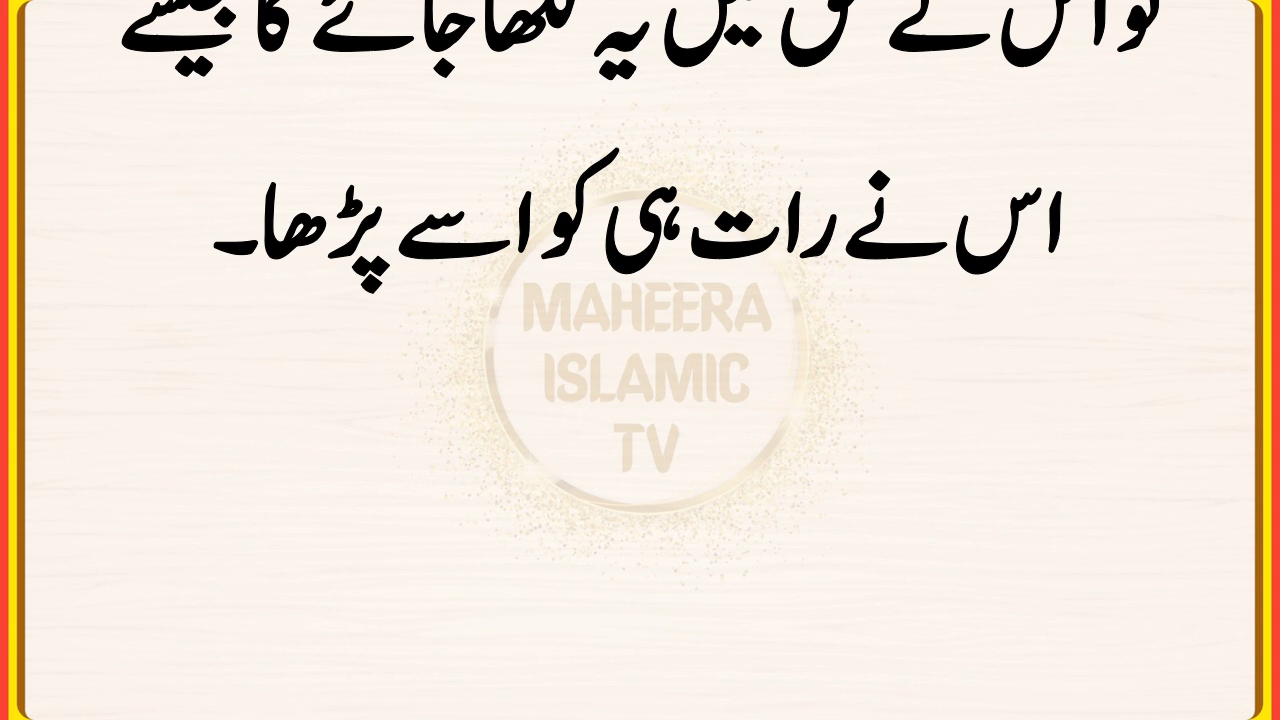 تو اس کے حق میں یہ لکھا جائے گا جیسے
اس نے رات ہی کو اسے پڑھا۔
MAHEERA
ISLAMIC
TV